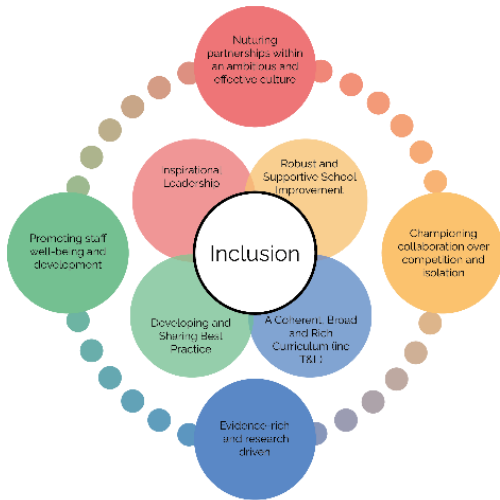 Nuturing
partnerships within
an ambitious and
effective culture
Inspirational
Leadership
Robust and
Supportive School
Improvement
Promoting staff
well-being and
development
Inclusion
Championing
collaboration over
competition and
isolation
Developing and
Sharing Best
Practice
A Coherent, Broad
and Rich
Curriculum (inc
T&L)
Evidence-rich
and research
driven